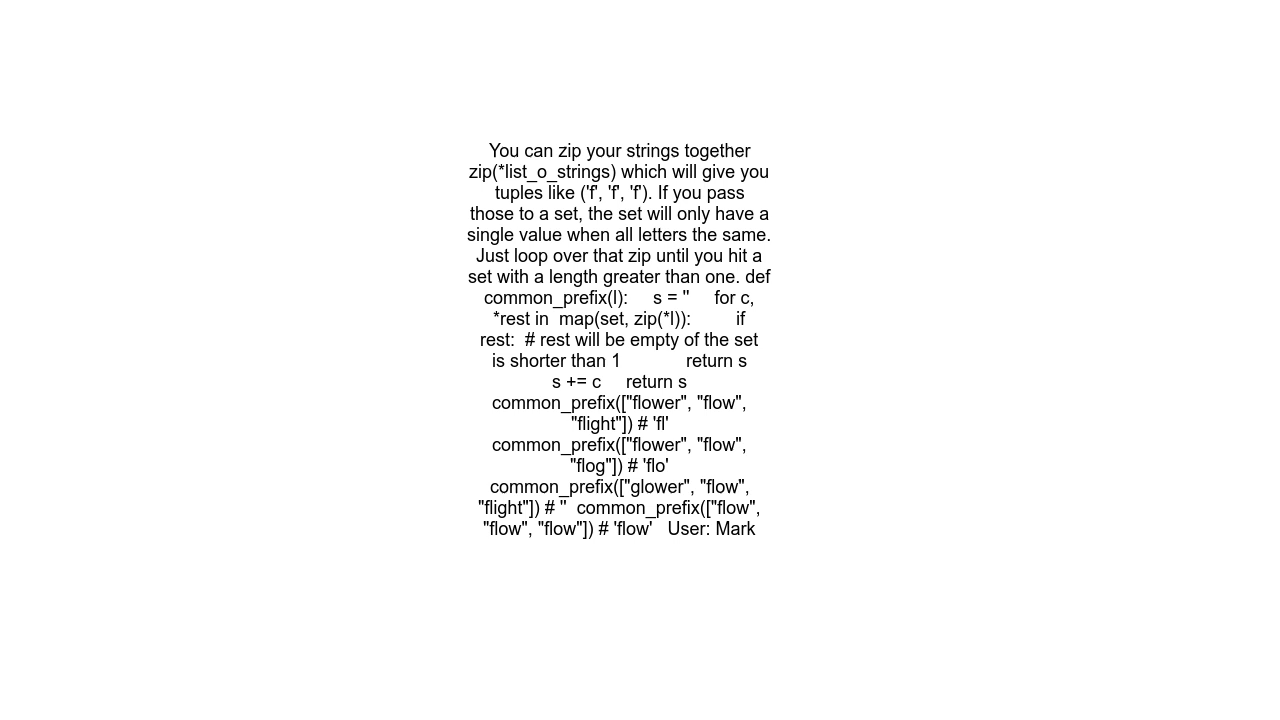 You can zip your strings together
zip(*list_o_strings) which will give you
tuples like ('f', 'f', 'f'). If you pass
those to a set, the set will only have a
single value when all letters the same.
Just loop over that zip until you hit a
set with a length greater than one. def
common_prefix(l):     s = ''     for c,
*rest in  map(set, zip(*l)):         if
rest:  # rest will be empty of the set
is shorter than 1             return s
s += c     return s
common_prefix(["flower", "flow",
"flight"]) # 'fl'
common_prefix(["flower", "flow",
"flog"]) # 'flo'
common_prefix(["glower", "flow",
"flight"]) # ''  common_prefix(["flow",
"flow", "flow"]) # 'flow'   User: Mark